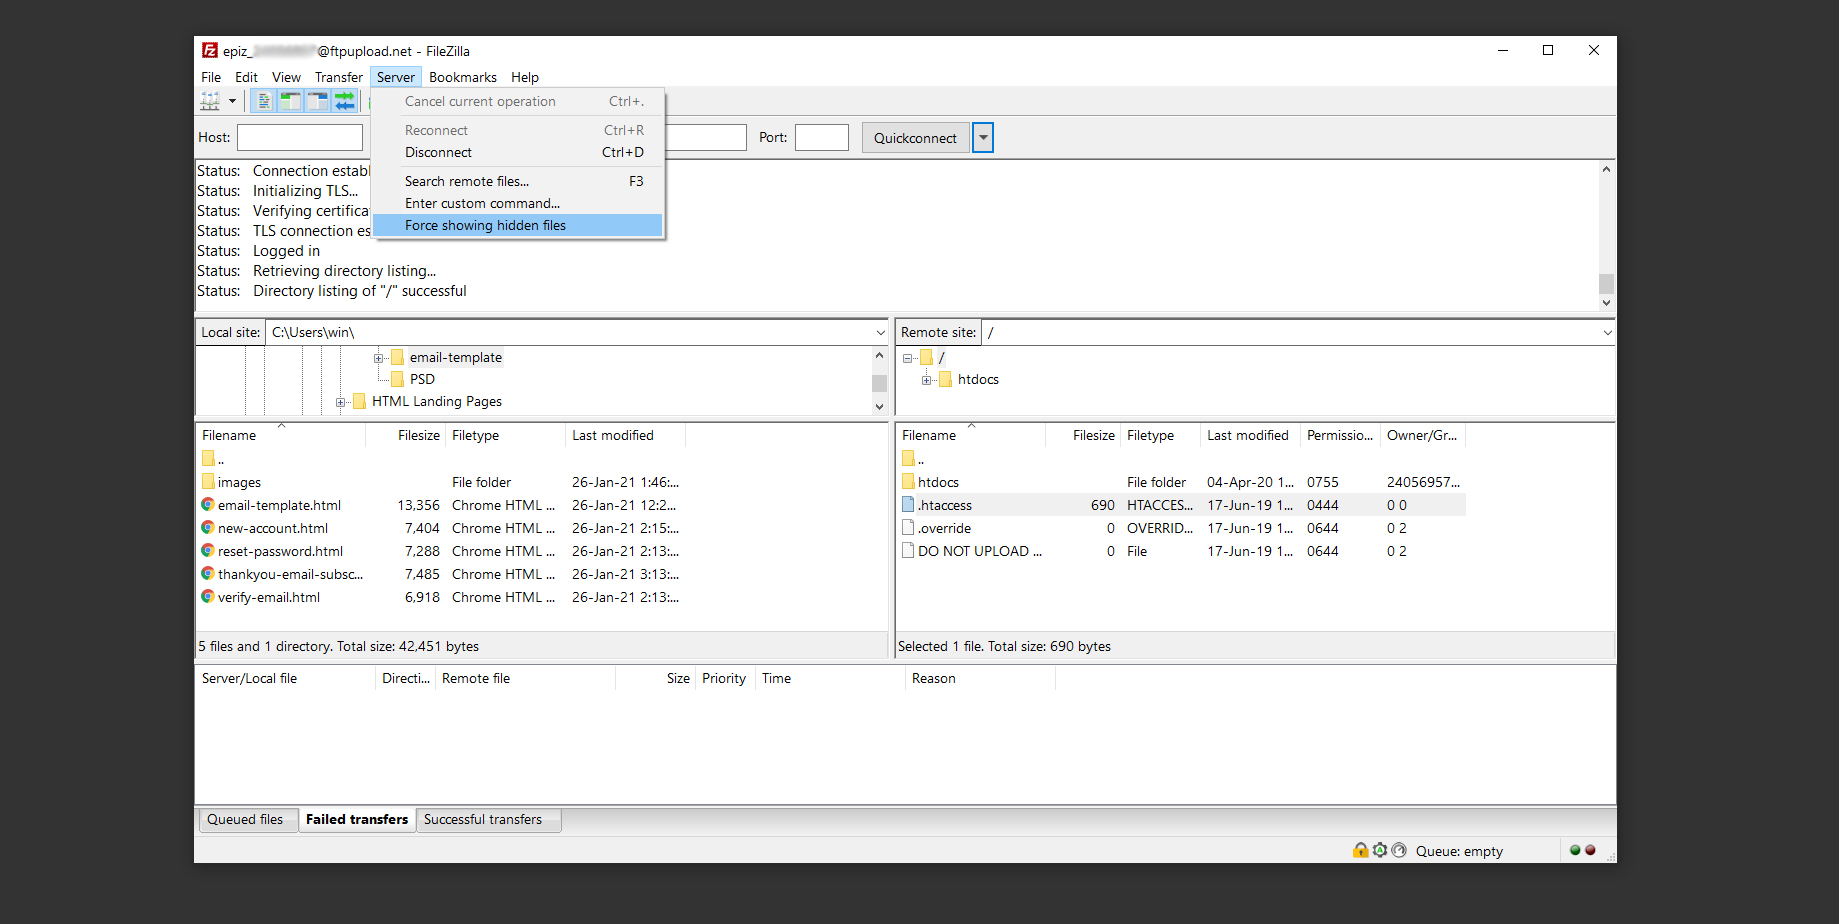 epiz_ @ftpupload.net - FileZilla
File Edit View Transfer Server Bookmarks Help
Cancel current operation Ctrl+.
Reconnect Ctrl+R
Disconnect Ctrl+D
Search remote files... F3
Enter custom command...
Force showing hidden files
Host: Port: Quickconnect
Status: Connection establ
Status: Initializing TLS...
Status: Verifying certifica
Status: TLS connection es
Status: Logged in
Status: Retrieving directory listing...
Status: Directory listing of "/" successful
Local site: C:\Users\win\
email-template
PSD
HTML Landing Pages
Remote site: /
/
htdocs
Filename Filesize Filetype Last modified
..
images File folder 26-Jan-21 1:46:...
email-template.html 13,356 Chrome HTML ... 26-Jan-21 12:2...
new-account.html 7,404 Chrome HTML ... 26-Jan-21 2:15:...
reset-password.html 7,288 Chrome HTML ... 26-Jan-21 2:13:...
thankyou-email-subsc... 7,485 Chrome HTML ... 26-Jan-21 3:13:...
verify-email.html 6,918 Chrome HTML ... 26-Jan-21 2:13:...
5 files and 1 directory. Total size: 42,451 bytes
Filename Filesize Filetype Last modified Permissio... Owner/Gr...
..
htdocs File folder 04-Apr-20 1... 0755 24056957...
.htaccess 690 HTACCES... 17-Jun-19 1... 0444 0 0
.override 0 OVERRID... 17-Jun-19 1... 0644 0 2
DO NOT UPLOAD ... 0 File 17-Jun-19 1... 0644 0 2
Selected 1 file. Total size: 690 bytes
Server/Local file Directi... Remote file Size Priority Time Reason
Queued files Failed transfers Successful transfers
Queue: empty